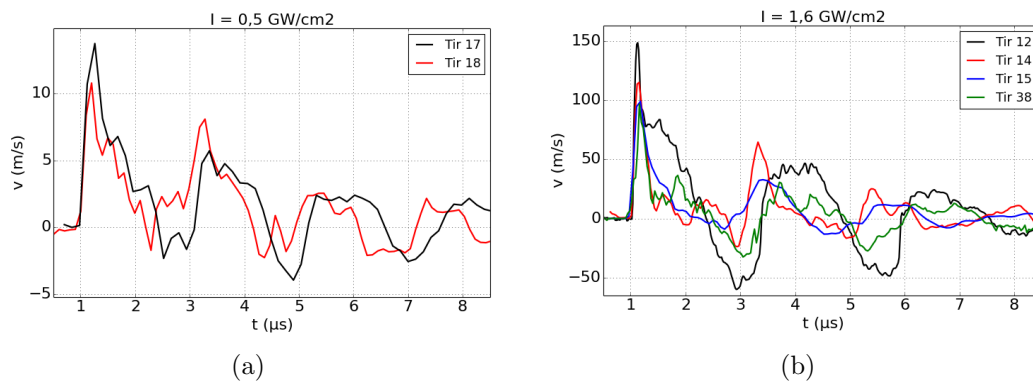 I = 0,5 GW/cm2
Tir 17
Tir 18
10
5
0
−5
v (m/s)
1 2 3 4 5 6 7 8
t (µs)
(a)
I = 1,6 GW/cm2
Tir 12
Tir 14
Tir 15
Tir 38
150
100
50
0
−50
v (m/s)
1 2 3 4 5 6 7 8
t (µs)
(b)